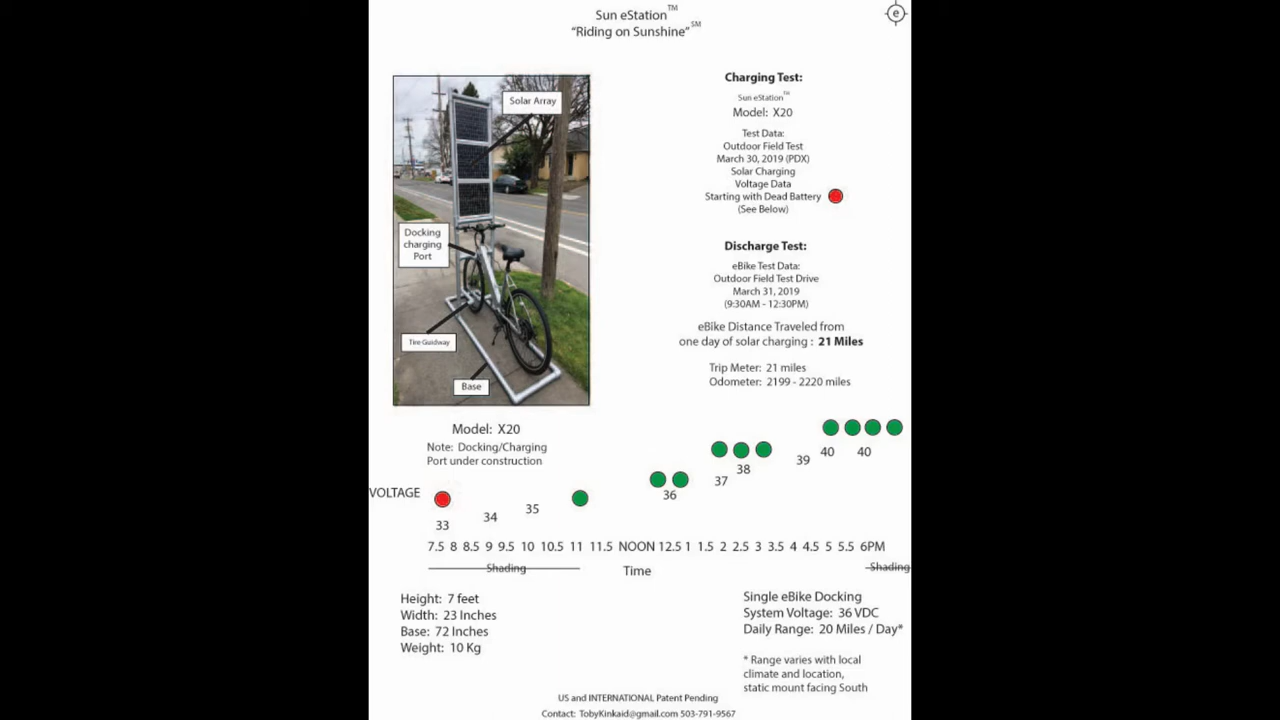 Sun eStation™
"Riding on Sunshine"℠
e
Solar Array
Docking
charging
Port
Tire Guidway
Base
Model: X20
Note: Docking/Charging
Port under construction
Charging Test:
Sun eStation™
Model: X20
Test Data:
Outdoor Field Test
March 30, 2019 (PDX)
Solar Charging
Voltage Data
Starting with Dead Battery
(See Below)
Discharge Test:
eBike Test Data:
Outdoor Field Test Drive
March 31, 2019
(9:30AM - 12:30PM)
eBike Distance Traveled from
one day of solar charging : 21 Miles
Trip Meter: 21 miles
Odometer: 2199 - 2220 miles
VOLTAGE
33 34 35 36 37 38 39 40 40
7.5 8 8.5 9 9.5 10 10.5 11 11.5 NOON 12.5 1 1.5 2 2.5 3 3.5 4 4.5 5 5.5 6PM
Shading
Time
Shading
Height: 7 feet
Width: 23 Inches
Base: 72 Inches
Weight: 10 Kg
Single eBike Docking
System Voltage: 36 VDC
Daily Range: 20 Miles / Day*
* Range varies with local
climate and location,
static mount facing South
US and INTERNATIONAL Patent Pending
Contact: TobyKinkaid@gmail.com 503-791-9567